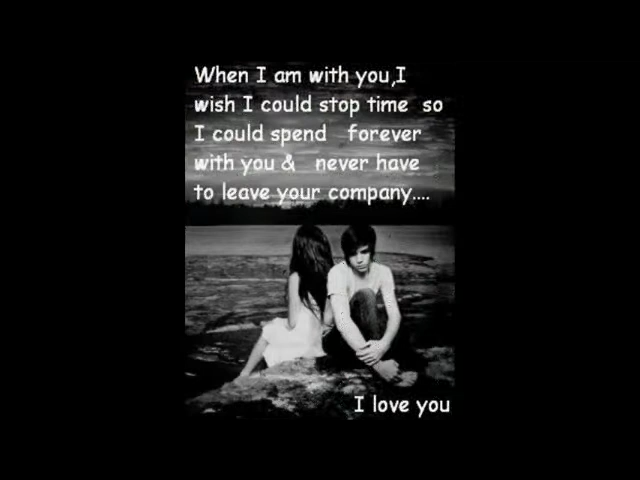 When I am with you,I
wish I could stop time so
I could spend forever
with you & never have
to leave your company....
I love you